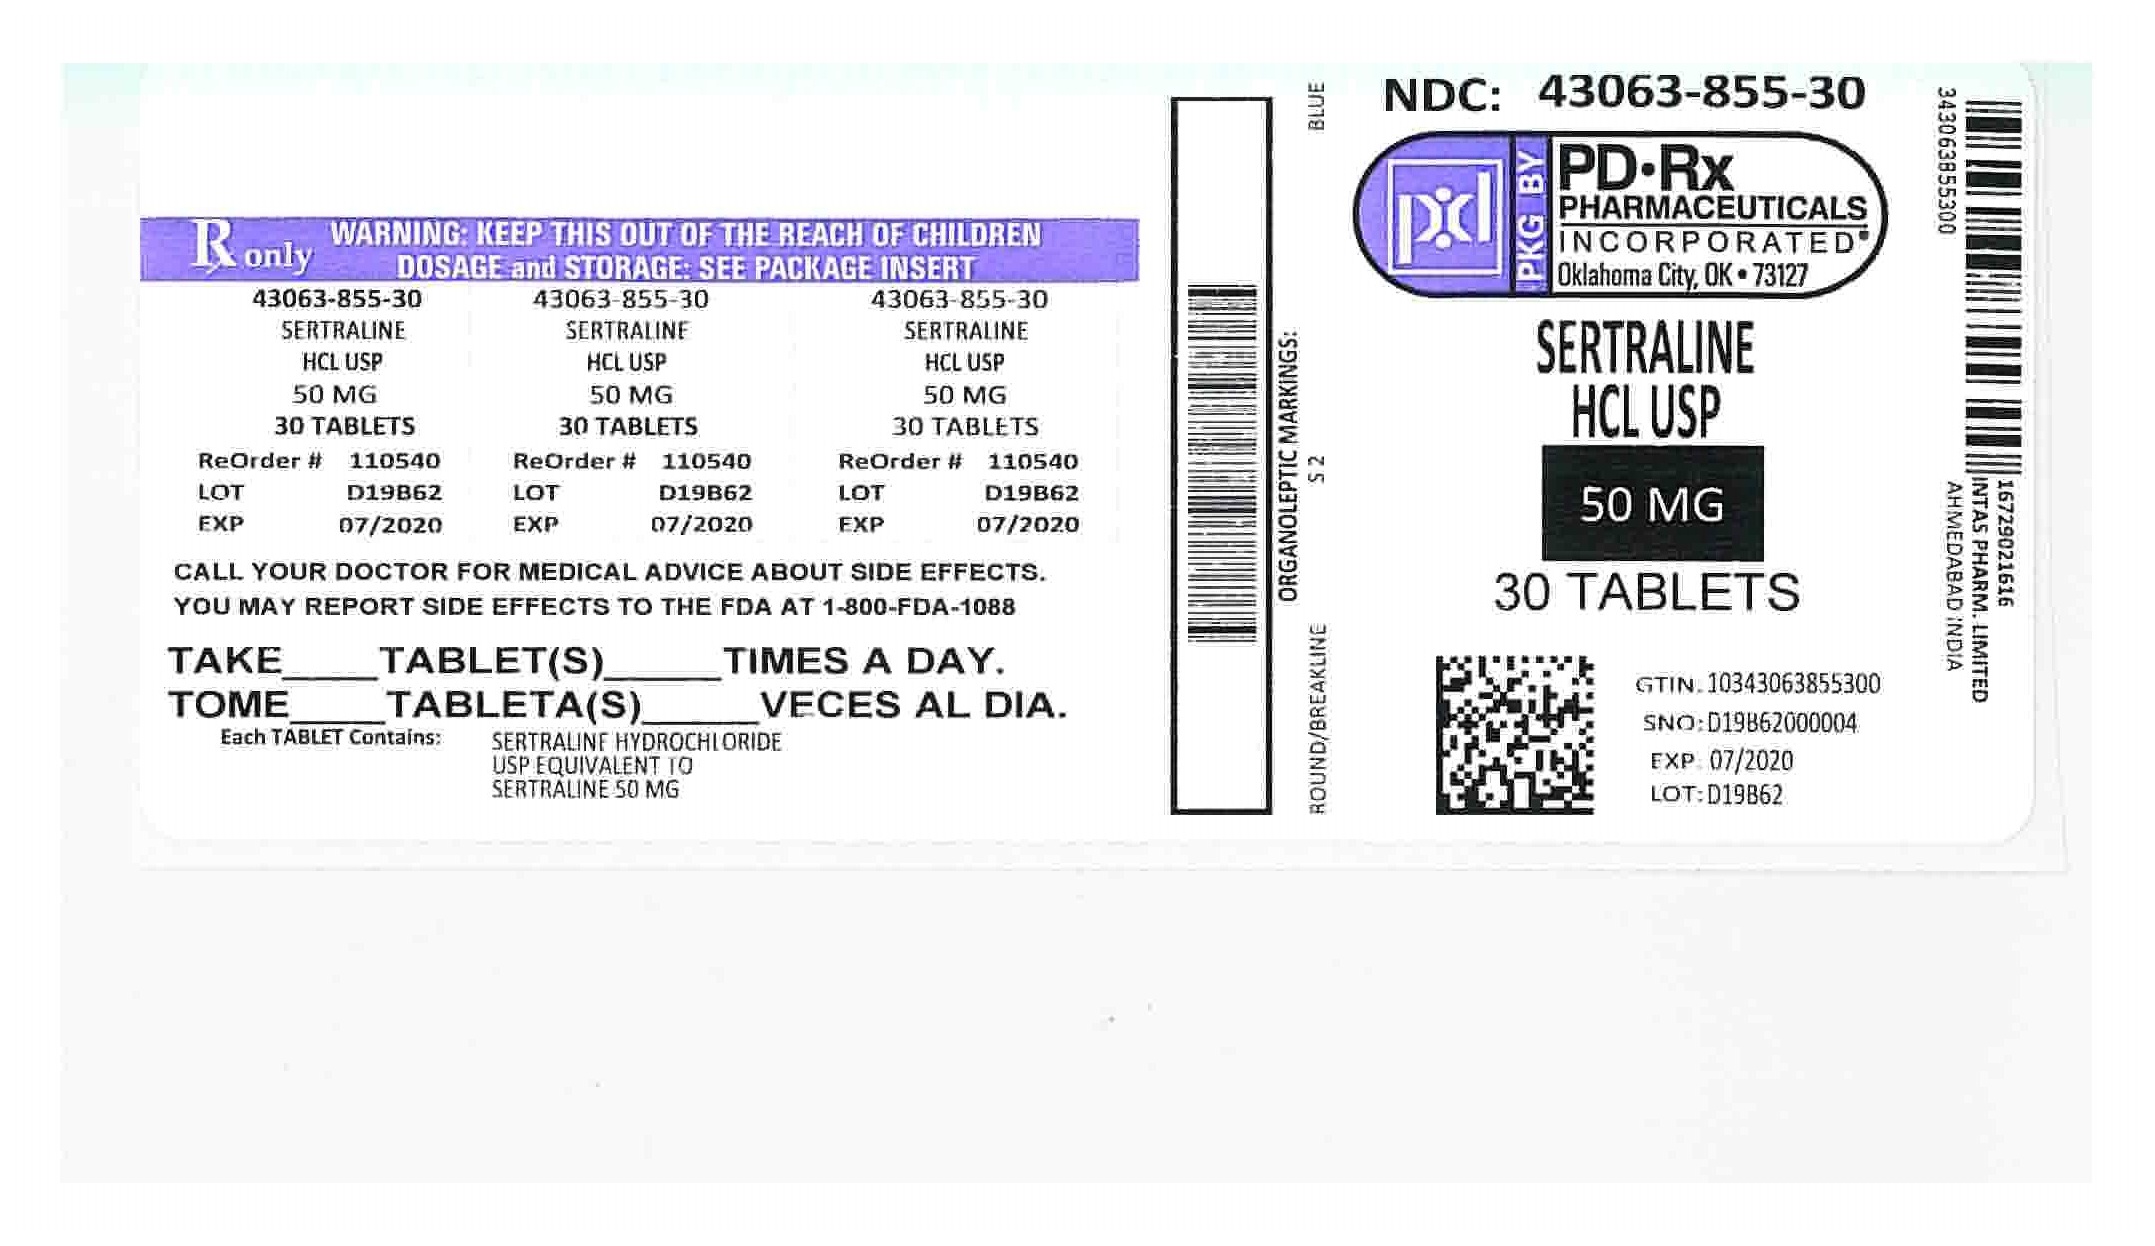 Rx only
WARNING: KEEP THIS OUT OF THE REACH OF CHILDREN
DOSAGE and STORAGE: SEE PACKAGE INSERT
43063-855-30 43063-855-30 43063-855-30
SERTRALINE SERTRALINE SERTRALINE
HCL USP HCL USP HCL USP
50 MG 50 MG 50 MG
30 TABLETS 30 TABLETS 30 TABLETS
ReOrder # 110540 ReOrder # 110540 ReOrder # 110540
LOT D19B62 LOT D19B62 LOT D19B62
EXP 07/2020 EXP 07/2020 EXP 07/2020
CALL YOUR DOCTOR FOR MEDICAL ADVICE ABOUT SIDE EFFECTS.
YOU MAY REPORT SIDE EFFECTS TO THE FDA AT 1-800-FDA-1088
TAKE____TABLET(S)_____TIMES A DAY.
TOME____TABLETA(S)_____VECES AL DIA.
Each TABLET Contains: SERTRALINE HYDROCHLORIDE
USP EQUIVALENT TO
SERTRALINE 50 MG
ORGANOLEPTIC MARKINGS:
ROUND/BREAKLINE S 2 BLUE
NDC: 43063-855-30
pd
PKG BY
PD·Rx
PHARMACEUTICALS
INCORPORATED®
Oklahoma City, OK • 73127
SERTRALINE
HCL USP
50 MG
30 TABLETS
GTIN: 10343063855300
SNO: D19B62000004
EXP: 07/2020
LOT: D19B62
343063855300
16729021616
INTAS PHARM. LIMITED
AHMEDABAD INDIA